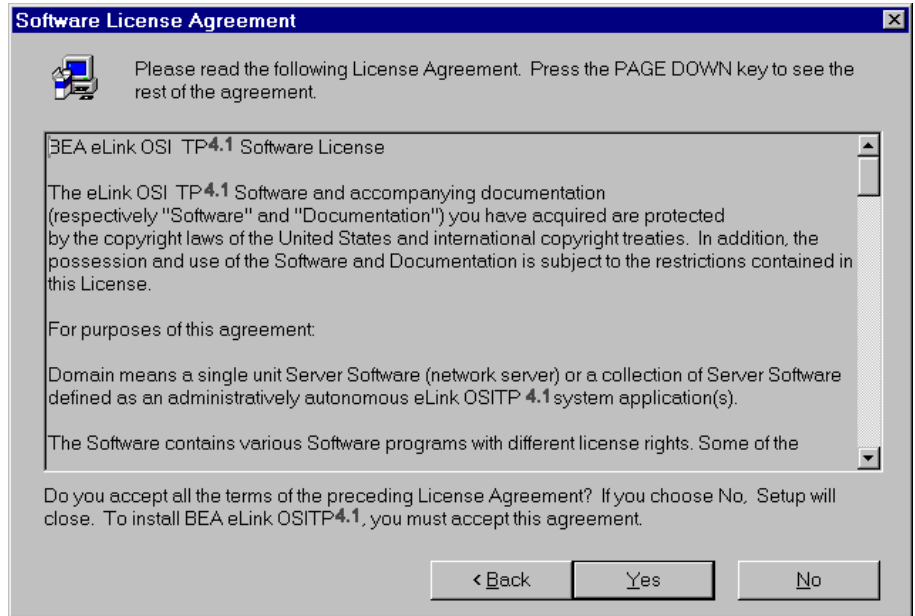 Software License Agreement
Please read the following License Agreement. Press the PAGE DOWN key to see the
rest of the agreement.
BEA eLink OSI TP4.1 Software License
The eLink OSI TP4.1 Software and accompanying documentation
(respectively "Software" and "Documentation") you have acquired are protected
by the copyright laws of the United States and international copyright treaties. In addition, the
possession and use of the Software and Documentation is subject to the restrictions contained in
this License.
For purposes of this agreement:
Domain means a single unit Server Software (network server) or a collection of Server Software
defined as an administratively autonomous eLink OSITP 4.1 system application(s).
The Software contains various Software programs with different license rights. Some of the
Do you accept all the terms of the preceding License Agreement? If you choose No, Setup will
close. To install BEA eLink OSITP4.1, you must accept this agreement.
< Back Yes No